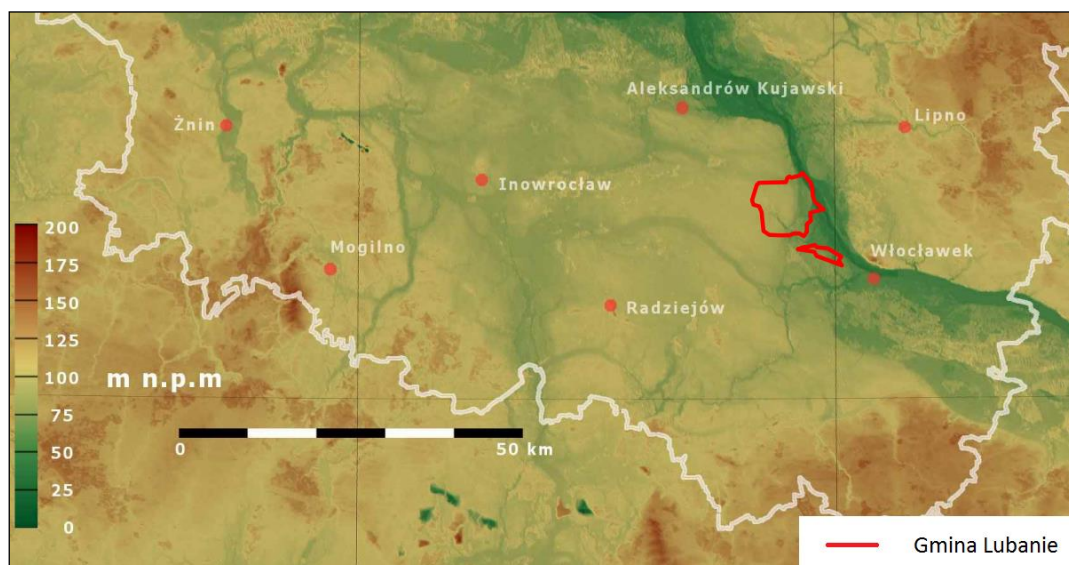 Aleksandrów Kujawski
Żnin
Lipno
Inowrocław
Mogilno
Włocławek
Radziejów
200
175
150
125
100
75
50
25
0
m n.p.m
0
50 km
Gmina Lubanie